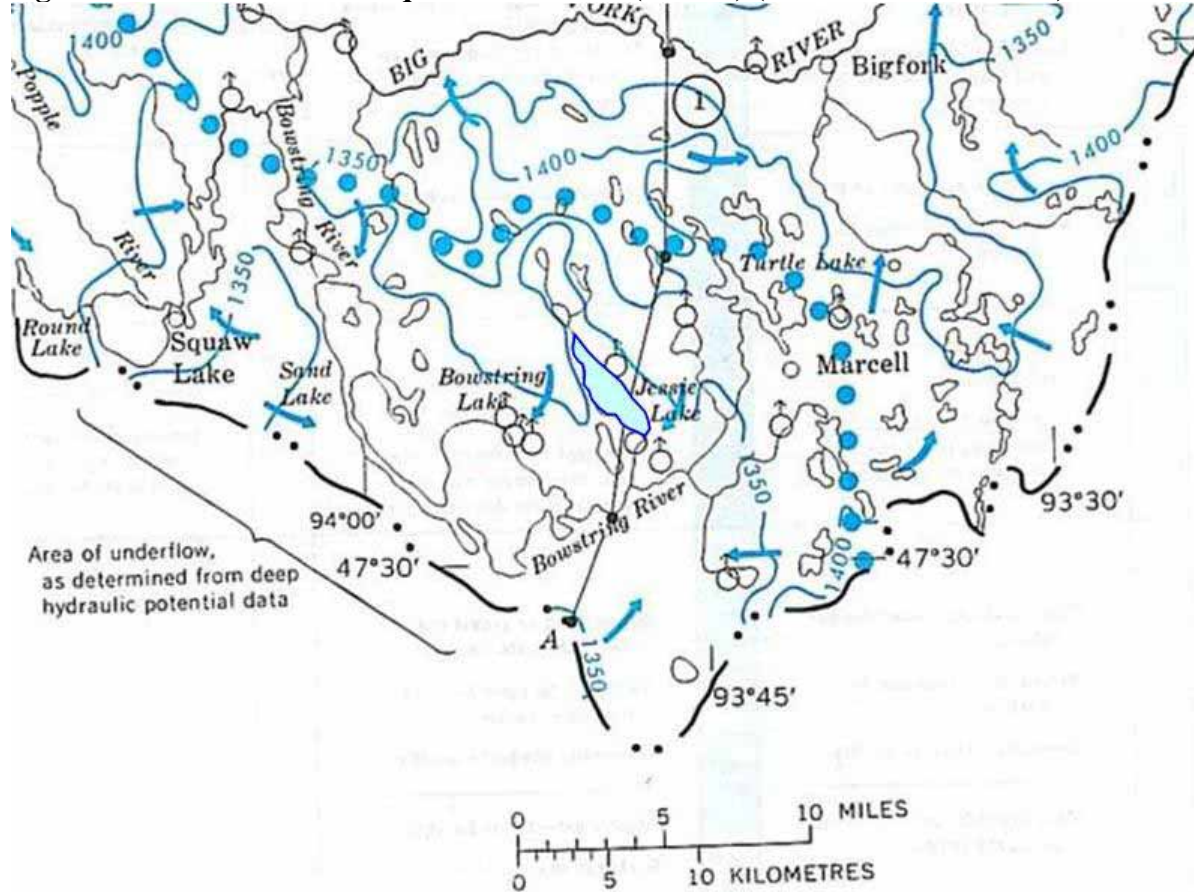 1400
BIG
FORK
RIVER
Bigfork
1350
1
Popple
River
Bowstring
River
1350
1400
1400
1350
Turtle Lake
Round
Lake
Squaw
Lake
Sand
Lake
Bowstring
Lake
Jessie
Lake
Marcell
1350
94°00'
47°30'
Bowstring River
1400
93°30'
47°30'
Area of underflow,
as determined from deep
hydraulic potential data
A
1350
93°45'
0 5 10 MILES
0 5 10 KILOMETRES